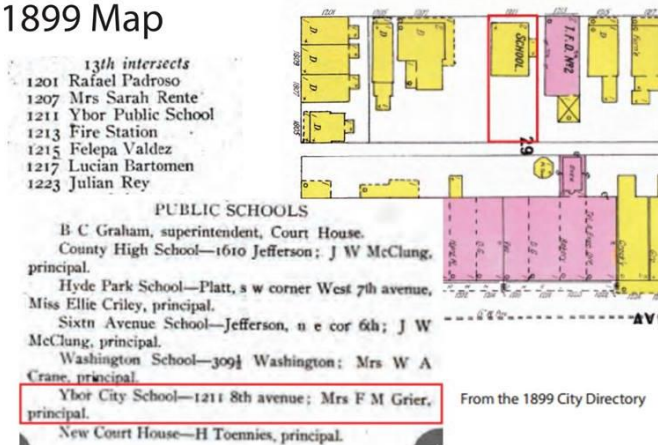 1899 Map
13th intersects
1201 Rafael Padroso
1207 Mrs Sarah Rente
1211 Ybor Public School
1213 Fire Station
1215 Felepa Valdez
1217 Lucian Bartomen
1223 Julian Rey
PUBLIC SCHOOLS
B C Graham, superintendent, Court House.
County High School—1610 Jefferson; J W McClung,
principal.
Hyde Park School—Platt, s w corner West 7th avenue,
Miss Ellie Criley, principal.
Sixth Avenue School—Jefferson, n e cor 6th; J W
McClung, principal.
Washington School—309½ Washington; Mrs W A
Crane, principal.
Ybor City School—1211 8th avenue; Mrs F M Grier,
principal.
New Court House—H Toennies, principal.
SCHOOL
T.F.D. No 2
D
D
D
D
D
D
D
29
AV
From the 1899 City Directory